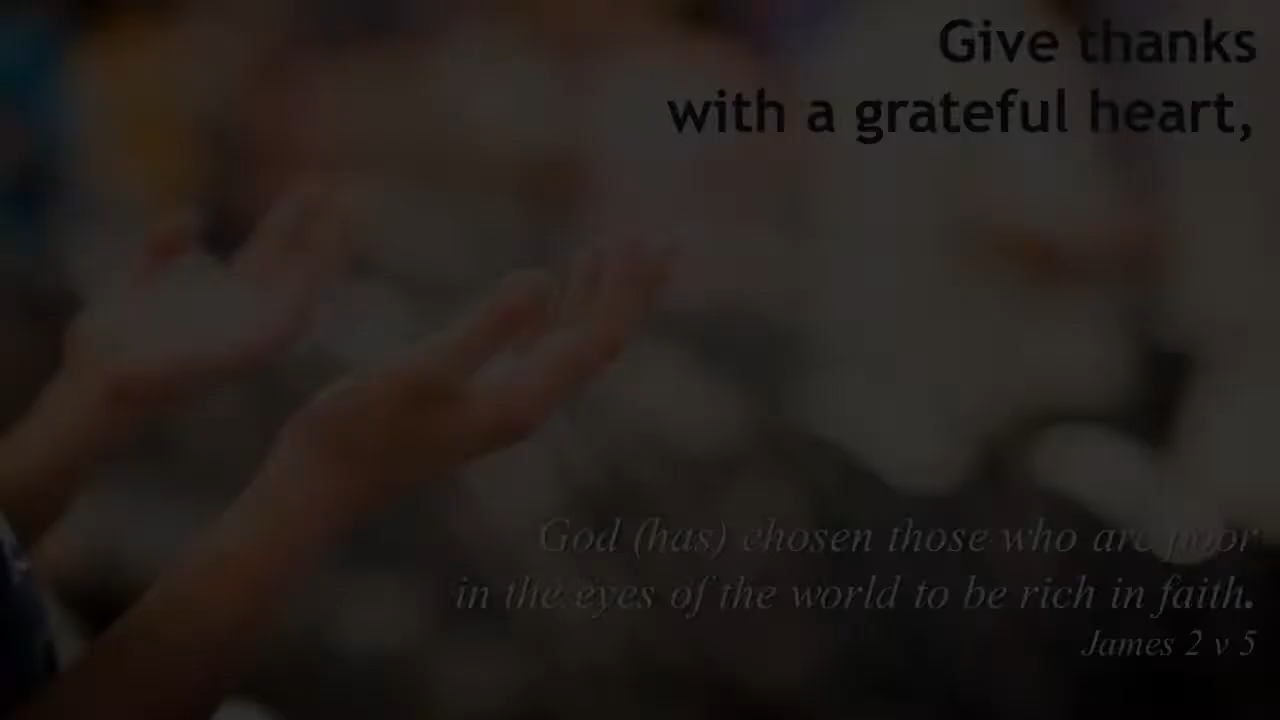 Give thanks
with a grateful heart,
God (has) chosen those who are poor
in the eyes of the world to be rich in faith.
James 2 v 5